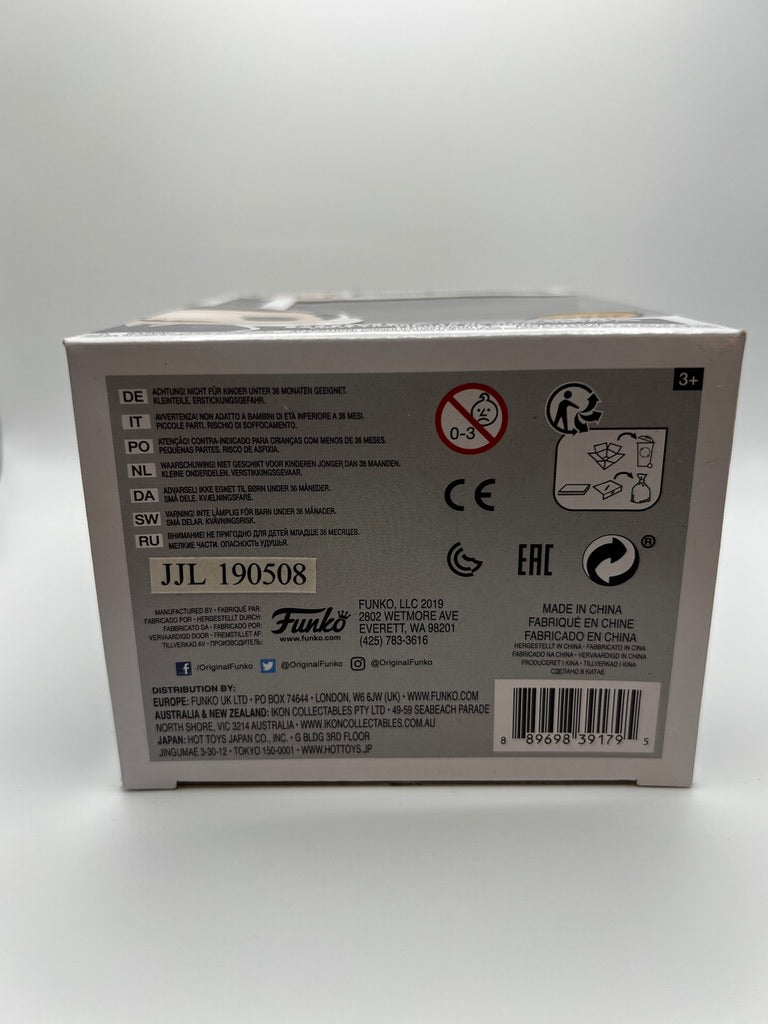 DE ACHTUNG! NICHT FÜR KINDER UNTER 36 MONATEN GEEIGNET.
KLEINTEILE. ERSTICKUNGSGEFAHR.
IT AVVERTENZA! NON ADATTO A BAMBINI DI ETÀ INFERIORE A 36 MESI.
PICCOLE PARTI. RISCHIO DI SOFFOCAMENTO.
PO ATENÇÃO! CONTRA-INDICADO PARA CRIANÇAS COM MENOS DE 36 MESES.
PEQUENAS PARTES. RISCO DE ASFIXIA.
NL WAARSCHUWING! NIET GESCHIKT VOOR KINDEREN JONGER DAN 36 MAANDEN.
KLEINE ONDERDELEN. VERSTIKKINGSGEVAAR.
DA ADVARSEL! IKKE EGNET TIL BØRN UNDER 36 MÅNEDER.
SMÅ DELE. KVÆLNINGSFARE.
SW VARNING! INTE LÄMPLIG FÖR BARN UNDER 36 MÅNADER.
SMÅ DELAR. KVÄVNINGSRISK.
RU ВНИМАНИЕ! НЕ ПРИГОДНО ДЛЯ ДЕТЕЙ МЛАДШЕ 36 МЕСЯЦЕВ.
МЕЛКИЕ ЧАСТИ. ОПАСНОСТЬ УДУШЬЯ.
0-3
3+
CE
EAC
®
JJL 190508
MANUFACTURED BY • FABRIQUÉ PAR:
FABRICADO POR • HERGESTELLT DURCH:
FABBRICATO DA • FABRICADO POR:
VERVAARDIGD DOOR • FREMSTILLET AF:
TILLVERKAD AV • ПРОИЗВОДИТЕЛЬ:
Funko
www.funko.com
FUNKO, LLC 2019
2802 WETMORE AVE
EVERETT, WA 98201
(425) 783-3616
MADE IN CHINA
FABRIQUÉ EN CHINE
FABRICADO EN CHINA
HERGESTELLT IN CHINA • FABBRICATO IN CINA
FABRICADO NA CHINA • VERVAARDIGD IN CHINA
PRODUCERET I KINA • TILLVERKAD I KINA
СДЕЛАНО В КИТАЕ
/OriginalFunko @OriginalFunko @OriginalFunko
DISTRIBUTION BY:
EUROPE: FUNKO UK LTD • PO BOX 74644 • LONDON, W6 6JW (UK) • WWW.FUNKO.COM
AUSTRALIA & NEW ZEALAND: IKON COLLECTABLES PTY LTD • 49-59 SEABEACH PARADE
NORTH SHORE, VIC 3214 AUSTRALIA • WWW.IKONCOLLECTABLES.COM.AU
JAPAN: HOT TOYS JAPAN CO., INC. • G BLDG 3RD FLOOR
JINGUMAE 3-30-12 • TOKYO 150-0001 • WWW.HOTTOYS.JP
8 89698 39179 5